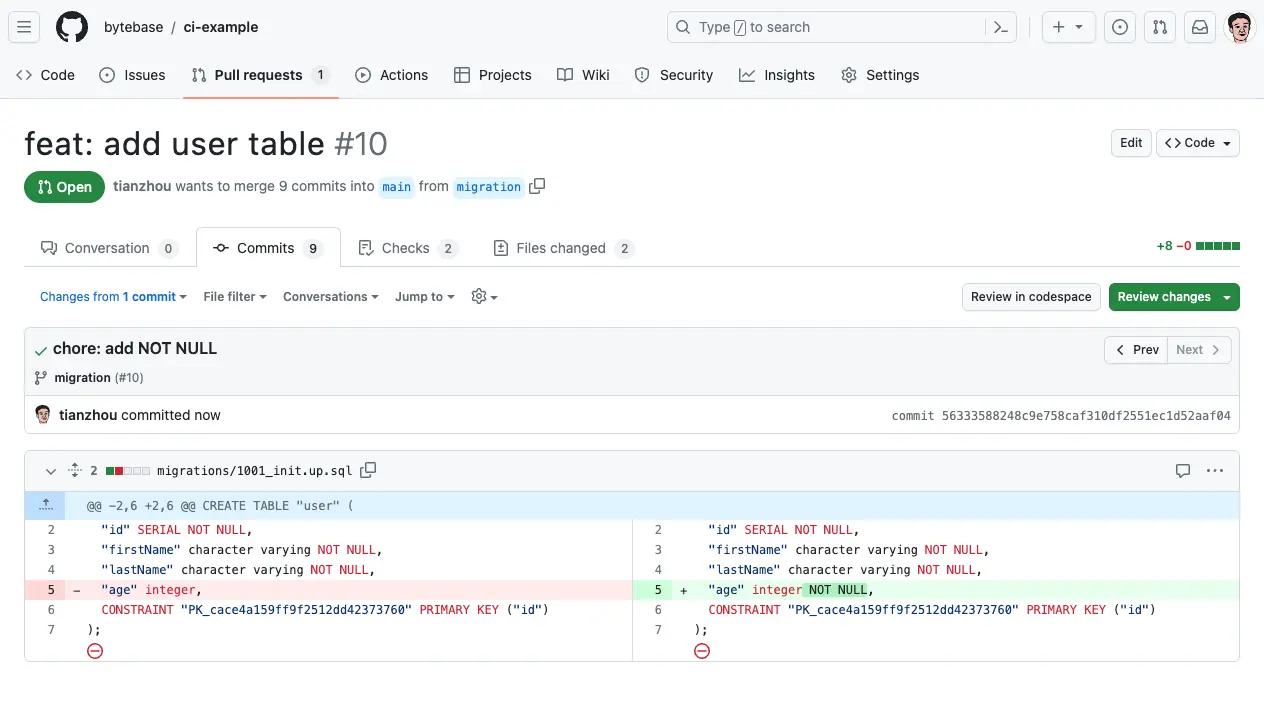 bytebase / ci-example
Type / to search
Code
Issues
Pull requests 1
Actions
Projects
Wiki
Security
Insights
Settings
feat: add user table #10
Edit
<> Code
Open
tianzhou wants to merge 9 commits into main from migration
Conversation 0
Commits 9
Checks 2
Files changed 2
+8 −0
Changes from 1 commit
File filter
Conversations
Jump to
Review in codespace
Review changes
chore: add NOT NULL
Prev
Next
migration (#10)
tianzhou committed now
commit 56333588248c9e758caf310df2551ec1d52aaf04
2 migrations/1001_init.up.sql
@@ −2,6 +2,6 @@ CREATE TABLE "user" (
2 "id" SERIAL NOT NULL,
3 "firstName" character varying NOT NULL,
4 "lastName" character varying NOT NULL,
5 − "age" integer,
6 CONSTRAINT "PK_cace4a159ff9f2512dd42373760" PRIMARY KEY ("id")
7 );
2 "id" SERIAL NOT NULL,
3 "firstName" character varying NOT NULL,
4 "lastName" character varying NOT NULL,
5 + "age" integer NOT NULL,
6 CONSTRAINT "PK_cace4a159ff9f2512dd42373760" PRIMARY KEY ("id")
7 );